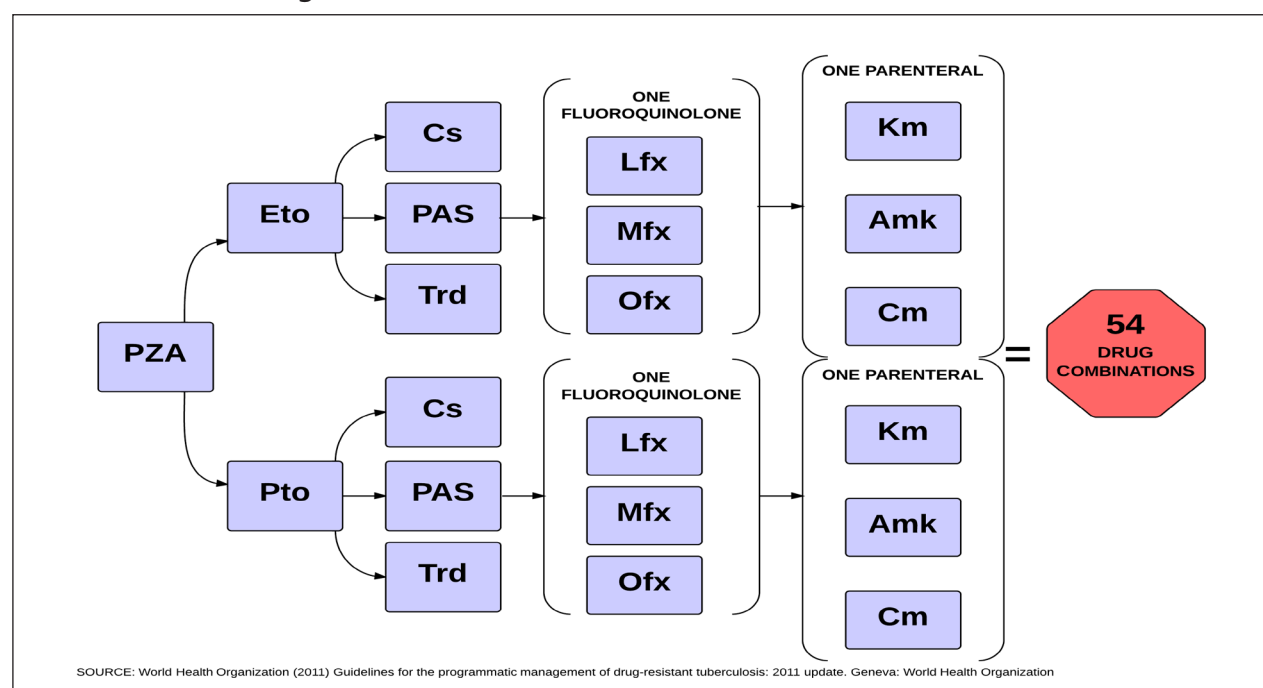 PZA
Eto
Cs
PAS
Trd
ONE
FLUOROQUINOLONE
Lfx
Mfx
Ofx
ONE PARENTERAL
Km
Amk
Cm
Pto
Cs
PAS
Trd
ONE
FLUOROQUINOLONE
Lfx
Mfx
Ofx
ONE PARENTERAL
Km
Amk
Cm
=
54
DRUG
COMBINATIONS
SOURCE: World Health Organization (2011) Guidelines for the programmatic management of drug-resistant tuberculosis: 2011 update. Geneva: World Health Organization